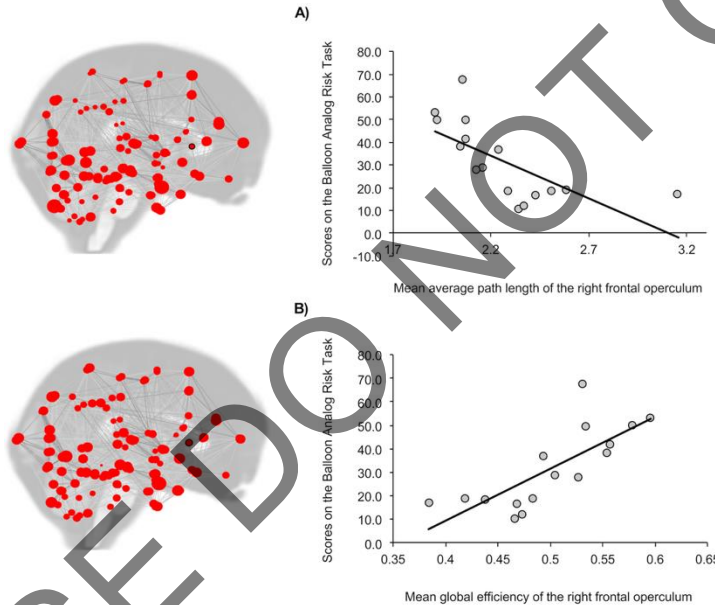 A)
Scores on the Balloon Analog Risk Task
80.0
70.0
60.0
50.0
40.0
30.0
20.0
10.0
0.0
-10.0
1.7 2.2 2.7 3.2
Mean average path length of the right frontal operculum
B)
Scores on the Balloon Analog Risk Task
80.0
70.0
60.0
50.0
40.0
30.0
20.0
10.0
0.0
0.35 0.4 0.45 0.5 0.55 0.6 0.65
Mean global efficiency of the right frontal operculum
SE DO NOT C